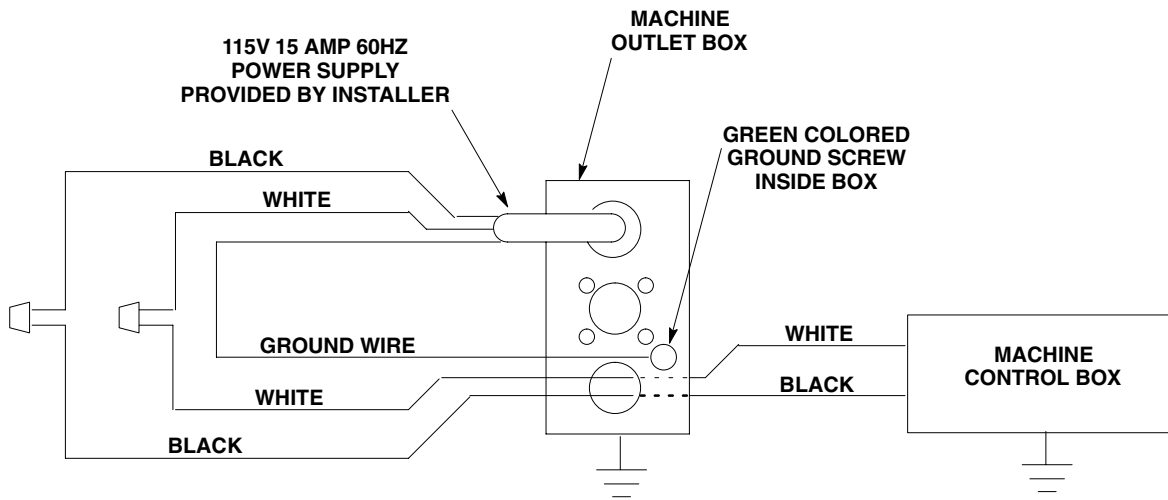 MACHINE
OUTLET BOX
115V 15 AMP 60HZ
POWER SUPPLY
PROVIDED BY INSTALLER
GREEN COLORED
GROUND SCREW
INSIDE BOX
BLACK
WHITE
GROUND WIRE
WHITE
BLACK
WHITE
BLACK
MACHINE
CONTROL BOX